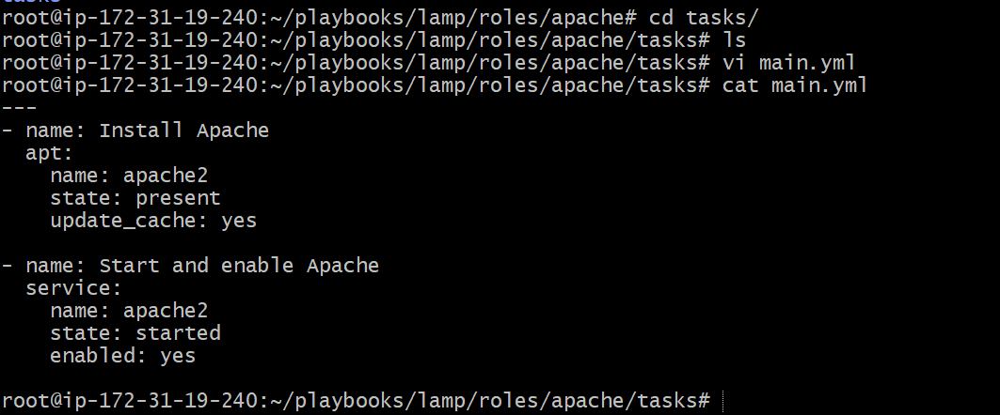 root@ip-172-31-19-240:~/playbooks/lamp/roles/apache# cd tasks/
root@ip-172-31-19-240:~/playbooks/lamp/roles/apache/tasks# ls
root@ip-172-31-19-240:~/playbooks/lamp/roles/apache/tasks# vi main.yml
root@ip-172-31-19-240:~/playbooks/lamp/roles/apache/tasks# cat main.yml
---
- name: Install Apache
  apt:
    name: apache2
    state: present
    update_cache: yes

- name: Start and enable Apache
  service:
    name: apache2
    state: started
    enabled: yes

root@ip-172-31-19-240:~/playbooks/lamp/roles/apache/tasks#